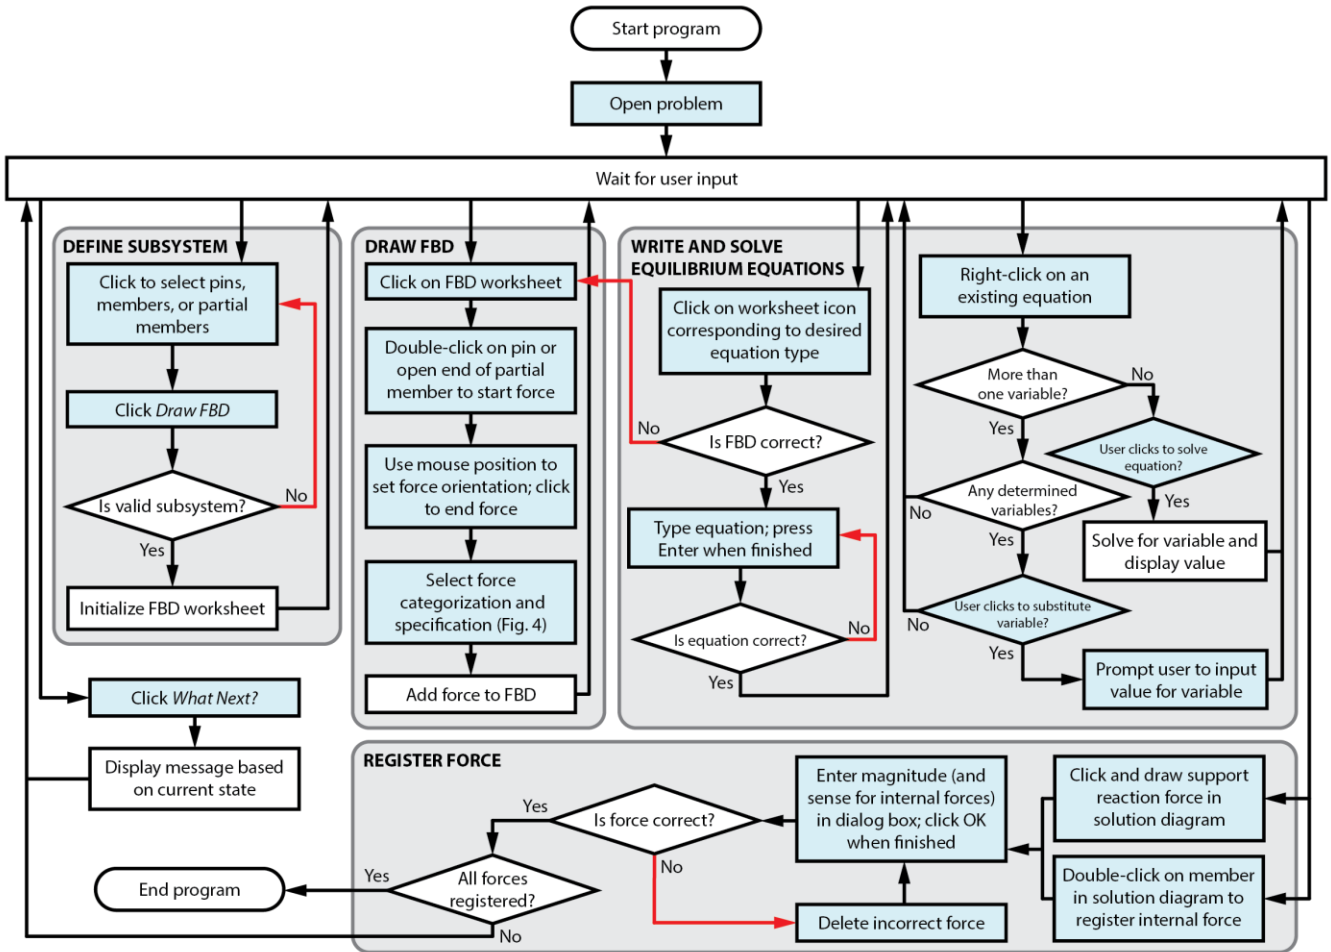 Start program
Open problem
Wait for user input
DEFINE SUBSYSTEM
Click to select pins,
members, or partial
members
Click Draw FBD
Is valid subsystem?
No
Yes
Initialize FBD worksheet
Click What Next?
Display message based
on current state
DRAW FBD
Click on FBD worksheet
Double-click on pin or
open end of partial
member to start force
Use mouse position to
set force orientation; click
to end force
Select force
categorization and
specification (Fig. 4)
Add force to FBD
WRITE AND SOLVE
EQUILIBRIUM EQUATIONS
Click on worksheet icon
corresponding to desired
equation type
No
Is FBD correct?
Yes
Type equation; press
Enter when finished
Is equation correct?
No
Yes
Right-click on an
existing equation
More than
one variable?
No
Yes
User clicks to solve
equation?
Yes
Solve for variable and
display value
Any determined
variables?
No
Yes
User clicks to substitute
variable?
No
Yes
Prompt user to input
value for variable
REGISTER FORCE
Click and draw support
reaction force in
solution diagram
Double-click on member
in solution diagram to
register internal force
Enter magnitude (and
sense for internal forces)
in dialog box; click OK
when finished
Is force correct?
Yes
No
Delete incorrect force
All forces
registered?
Yes
No
End program